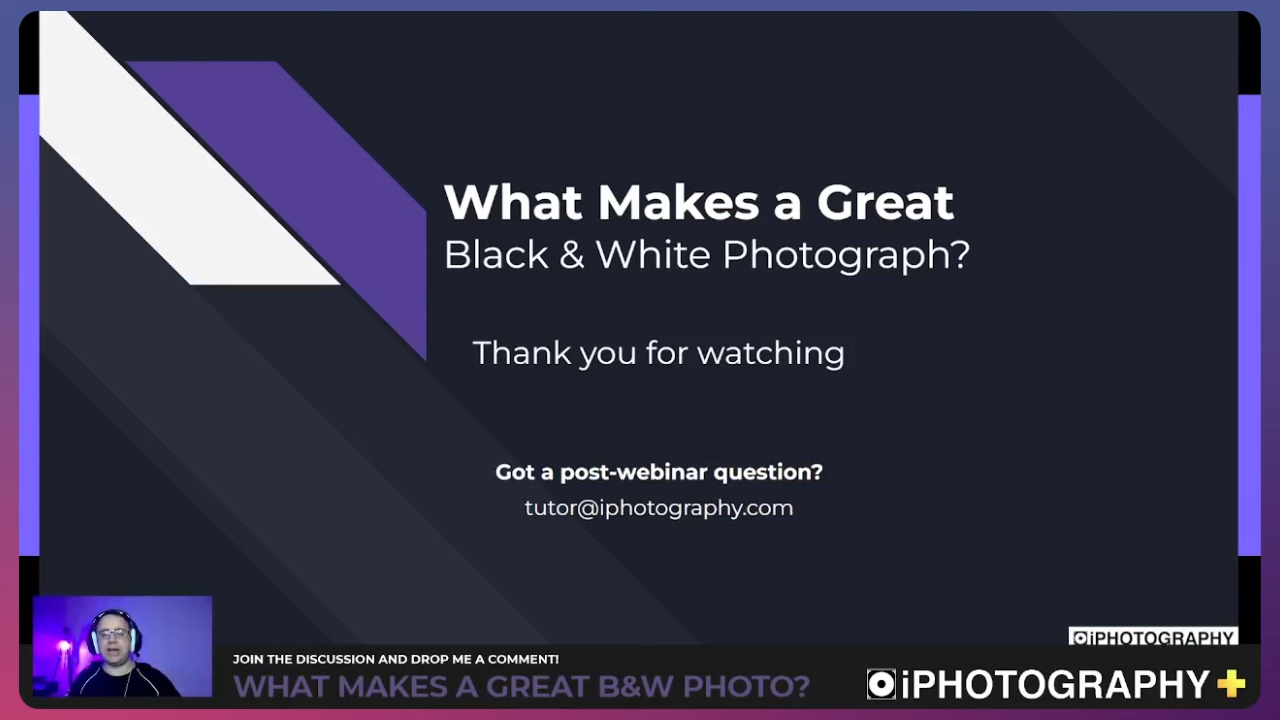 What Makes a Great
Black & White Photograph?
Thank you for watching
Got a post-webinar question?
tutor@iphotography.com
iPHOTOGRAPHY
JOIN THE DISCUSSION AND DROP ME A COMMENT!
WHAT MAKES A GREAT B&W PHOTO?
iPHOTOGRAPHY+